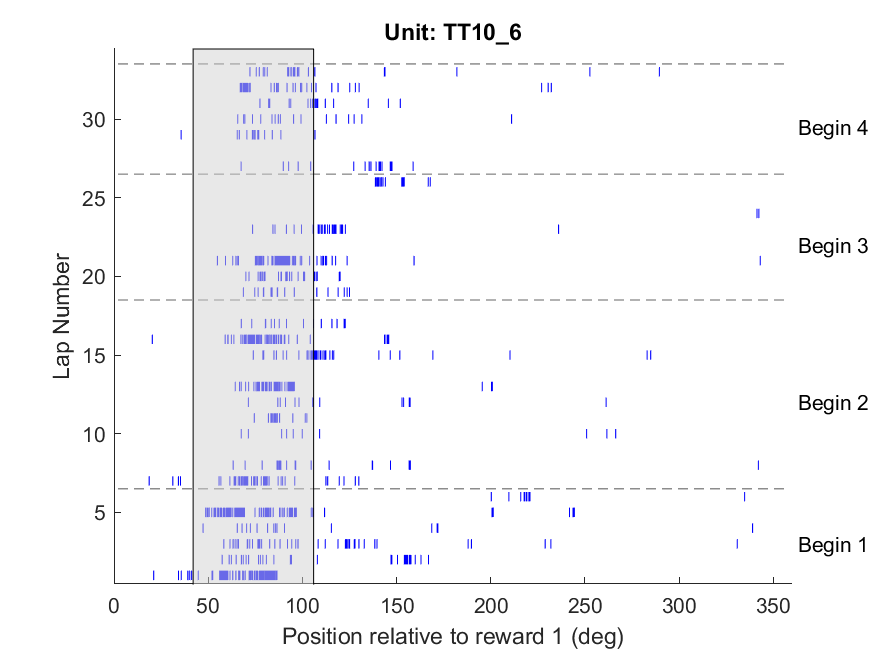 Unit: TT10_6
Lap Number
30
25
20
15
10
5
Begin 4
Begin 3
Begin 2
Begin 1
0 50 100 150 200 250 300 350
Position relative to reward 1 (deg)